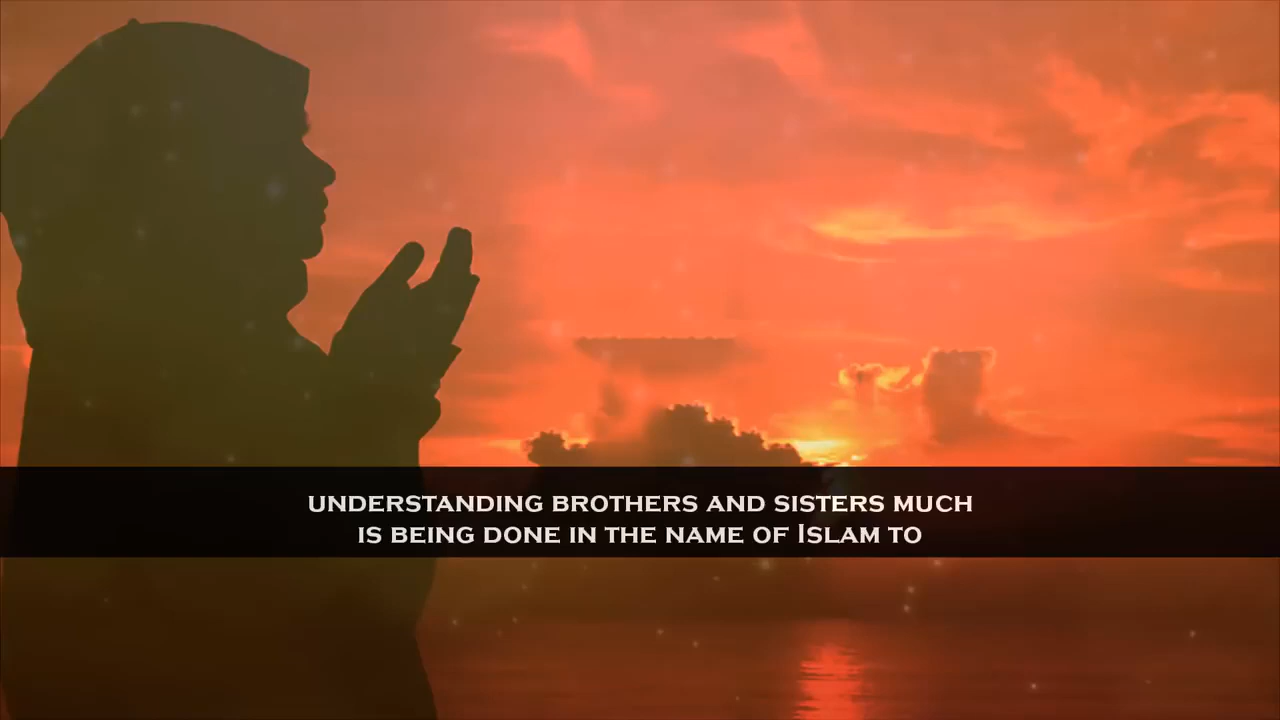 UNDERSTANDING BROTHERS AND SISTERS MUCH
IS BEING DONE IN THE NAME OF ISLAM TO